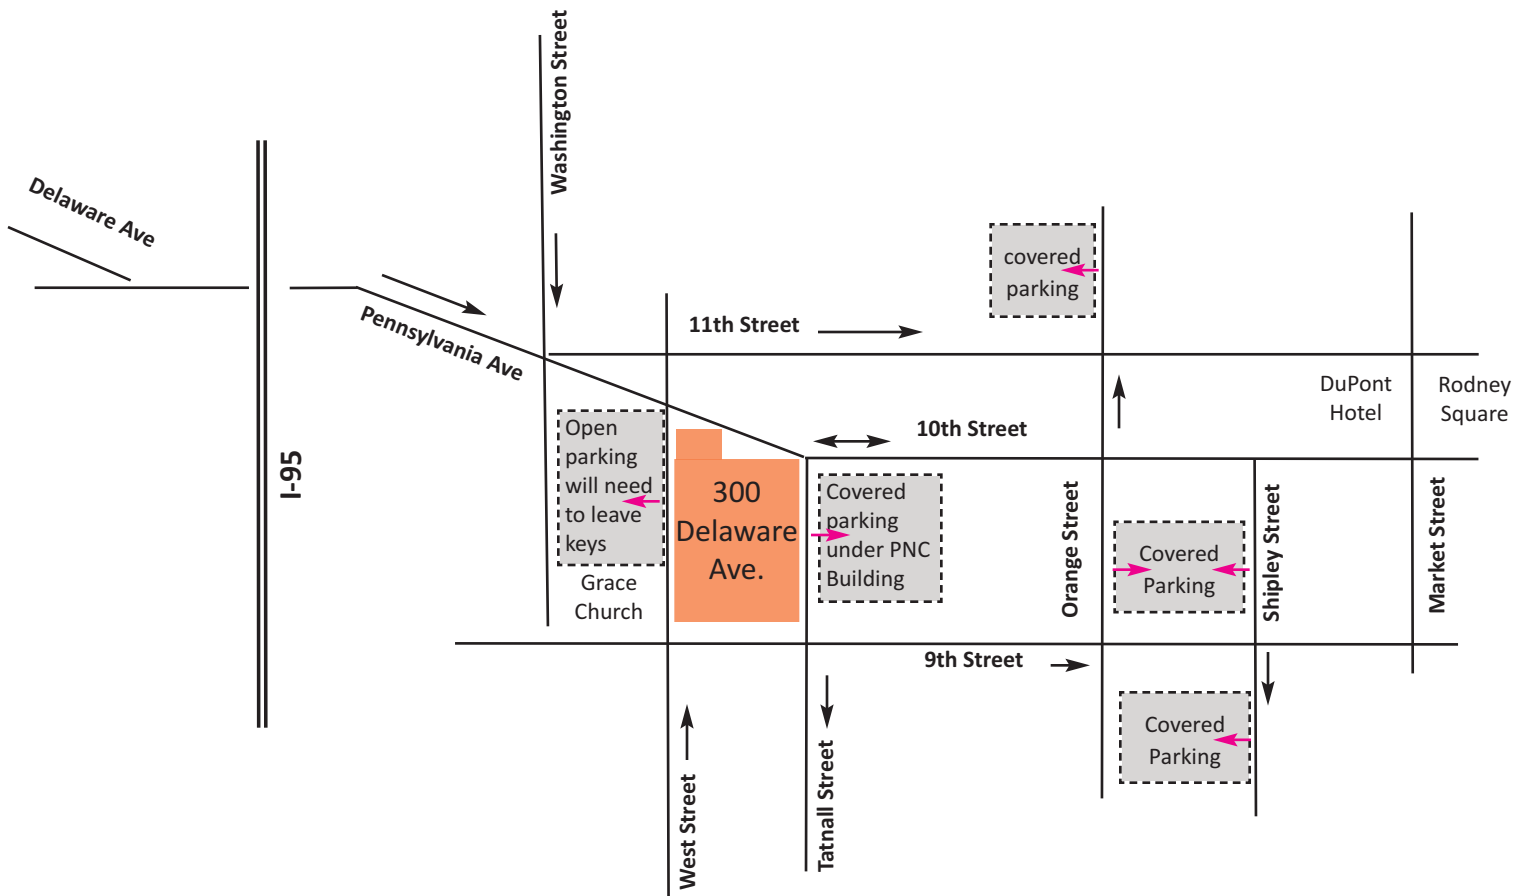 Washington Street
Delaware Ave
covered
parking
Pennsylvania Ave
11th Street
DuPont
Hotel
Rodney
Square
10th Street
Open
parking
will need
to leave
keys
I-95
300
Delaware
Ave.
Covered
parking
under PNC
Building
Orange Street
Covered
Parking
Shipley Street
Market Street
Grace
Church
9th Street
Covered
Parking
West Street
Tatnall Street